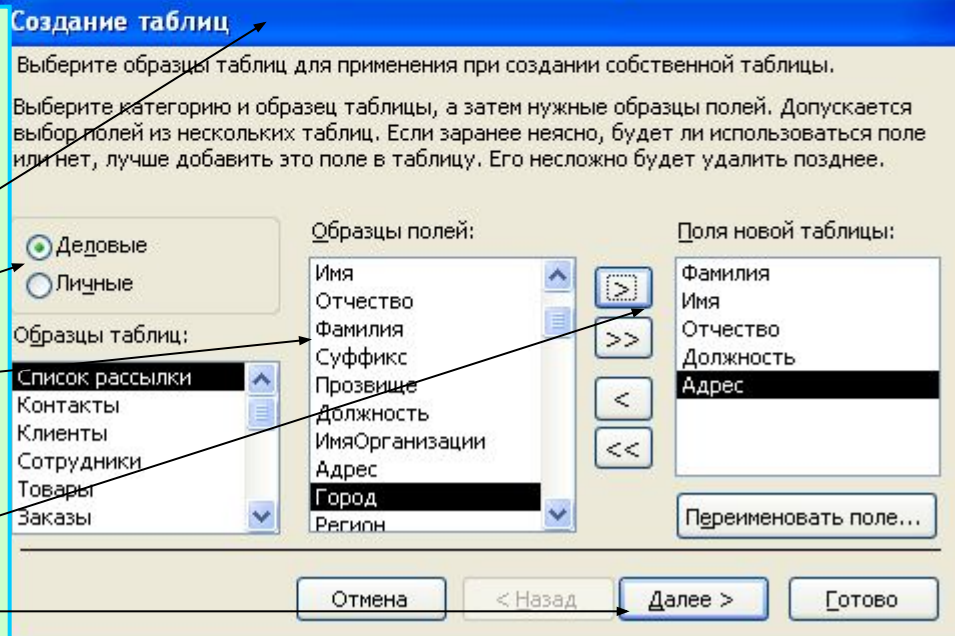 Создание таблиц
Выберите образцы таблиц для применения при создании собственной таблицы.
Выберите категорию и образец таблицы, а затем нужные образцы полей. Допускается
выбор полей из нескольких таблиц. Если заранее неясно, будет ли использоваться поле
или нет, лучше добавить это поле в таблицу. Его несложно будет удалить позднее.
Деловые
Личные
Образцы таблиц:
Список рассылки
Контакты
Клиенты
Сотрудники
Товары
Заказы
Образцы полей:
Имя
Отчество
Фамилия
Суффикс
Прозвище
Должность
ИмяОрганизации
Адрес
Город
Регион
>
>>
<
<<
Поля новой таблицы:
Фамилия
Имя
Отчество
Должность
Адрес
Переименовать поле...
Отмена
< Назад
Далее >
Готово